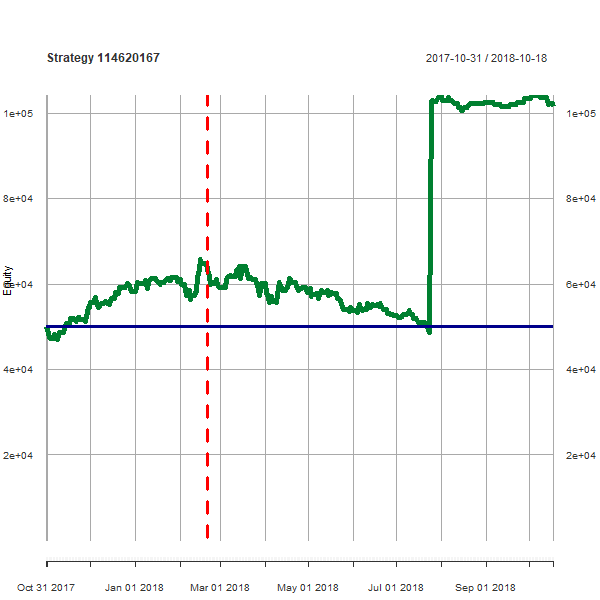 Strategy 114620167
2017-10-31 / 2018-10-18
1e+05
1e+05
8e+04
8e+04
Equity
6e+04
4e+04
4e+04
2e+04
2e+04
Oct 31 2017
Jan 01 2018
Mar 01 2018
May 01 2018
Jul 01 2018
Sep 01 2018